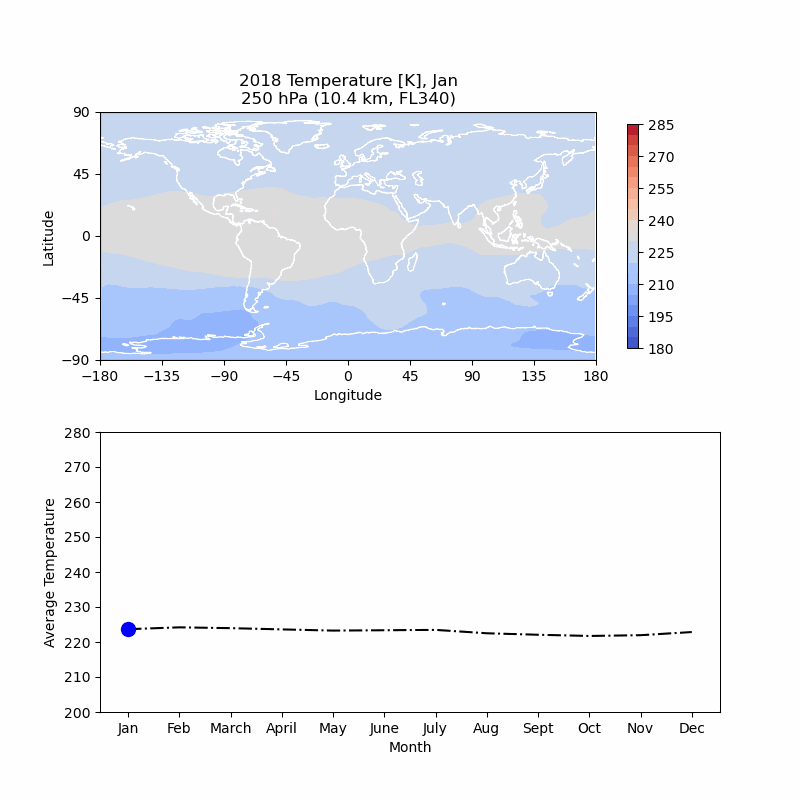 2018 Temperature [K], Jan
250 hPa (10.4 km, FL340)
90
45
0
−45
−90
Latitude
−180 −135 −90 −45 0 45 90 135 180
Longitude
285
270
255
240
225
210
195
180
280
270
260
250
240
230
220
210
200
Average Temperature
Jan Feb March April May June July Aug Sept Oct Nov Dec
Month